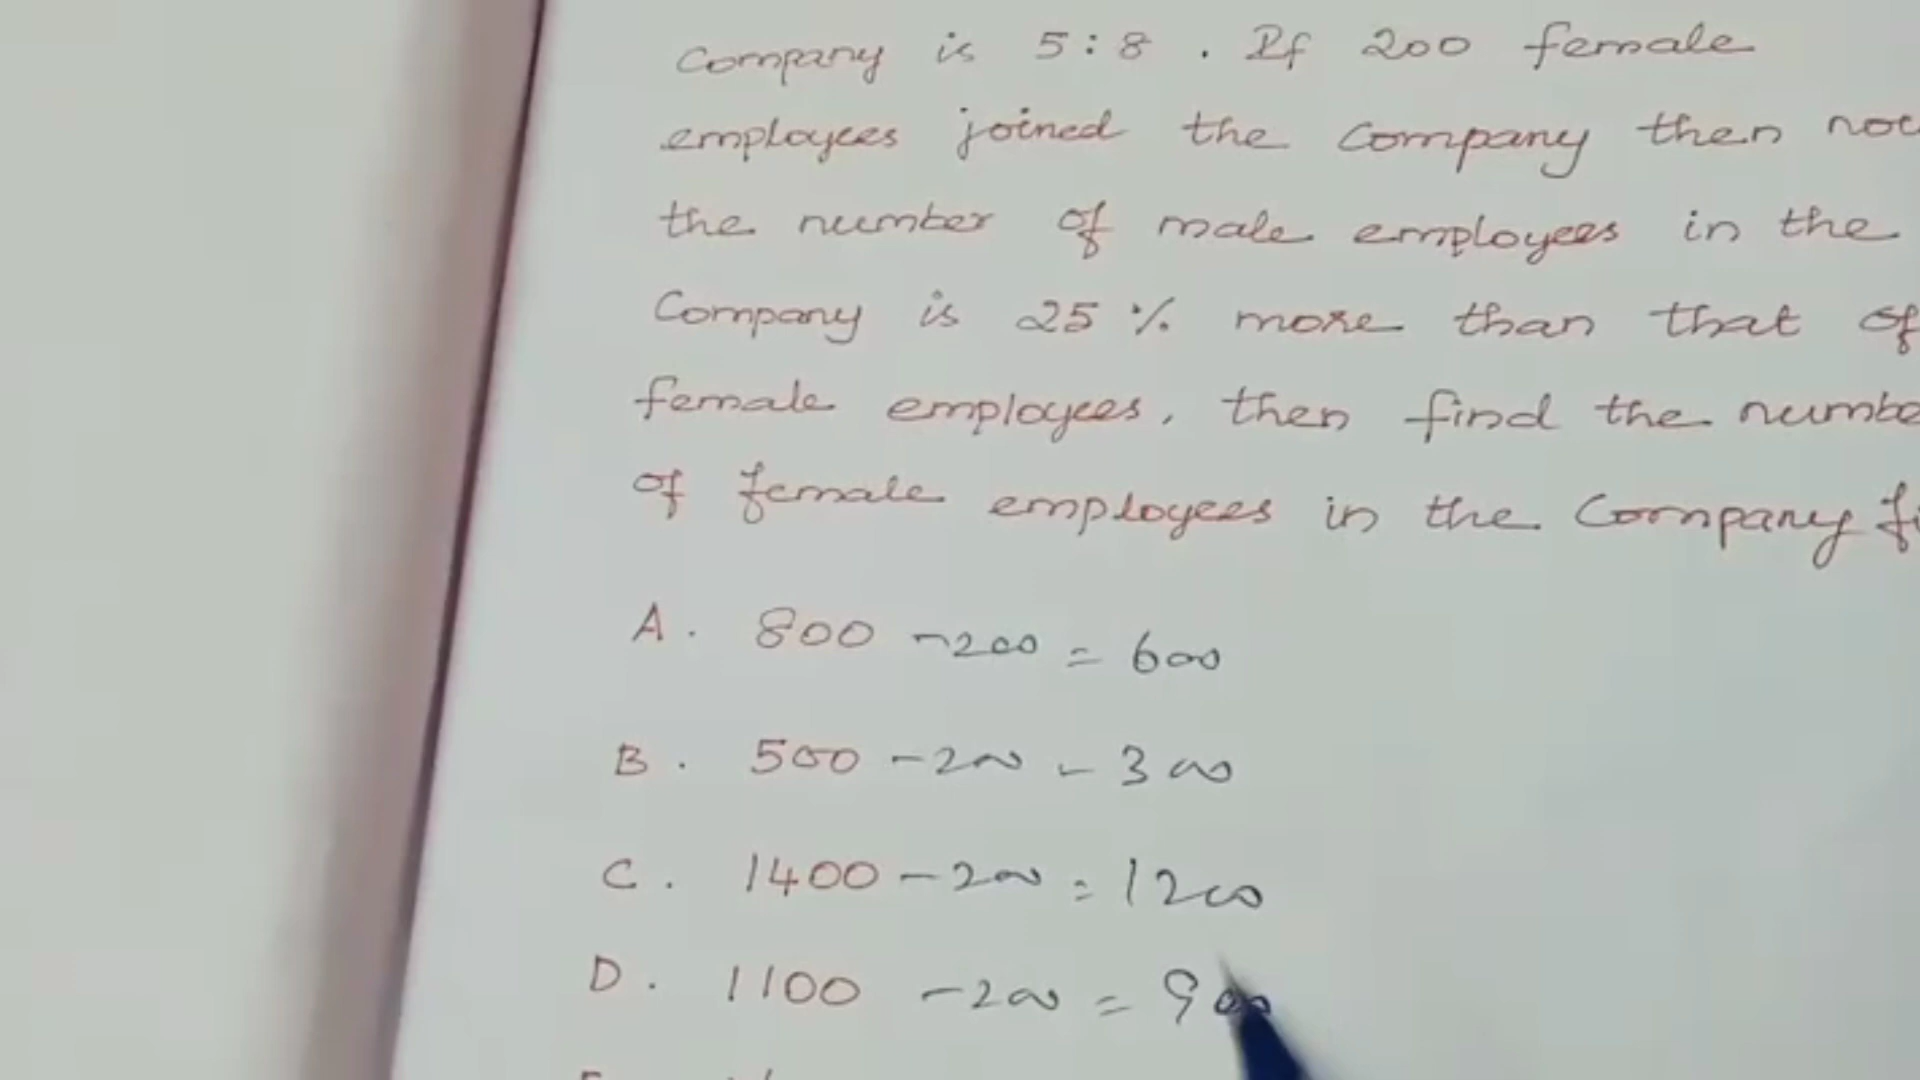 Company is 5:8 . If 200 female
employees joined the Company then
the number of male employees in the
Company is 25 % more than that of
female employees, then find the
of female employees in the Company
A. 800 -200 = 600
B. 500 -200 - 300
C. 1400 -200 = 1200
D. 1100 -200 = 900